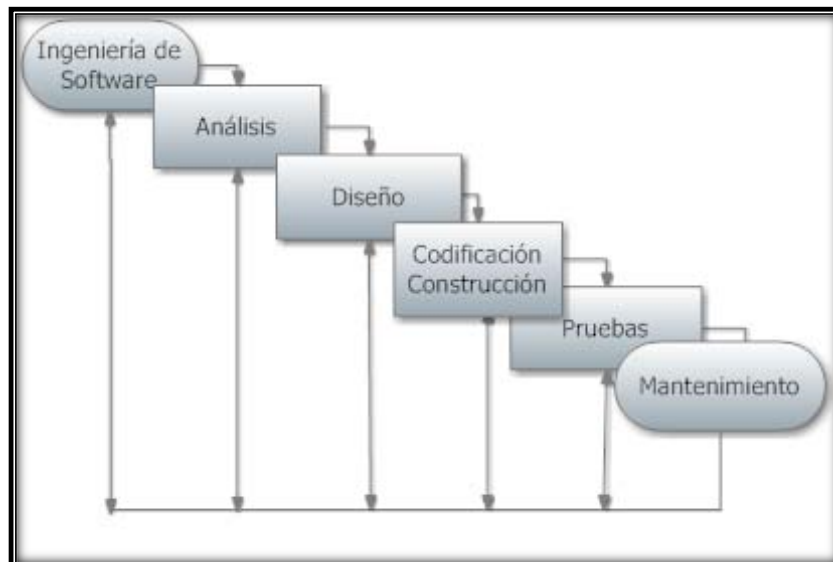 Ingeniería de
Software
Análisis
Diseño
Codificación
Construcción
Pruebas
Mantenimiento